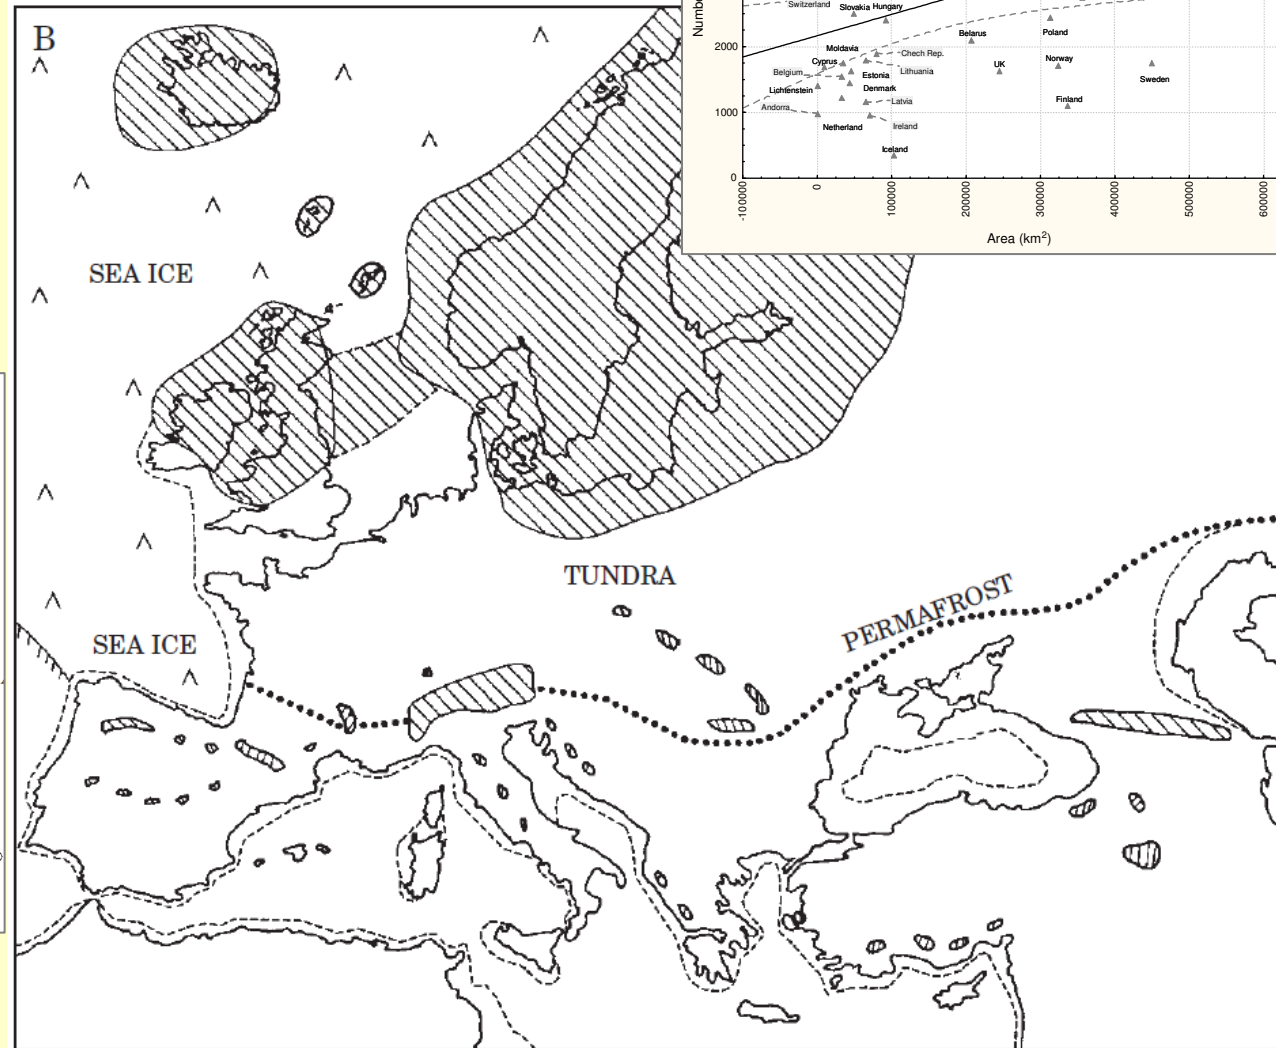 B
SEA ICE
SEA ICE
TUNDRA
PERMAFROST
Numbe
Switzerland
Slovakia Hungary
2000
Moldavia
Belarus
Poland
Chech Rep.
Cyprus
Belgium
Estonia
Lithuania
UK
Norway
Sweden
Lichtenstein
Denmark
Andorra
Latvia
Finland
1000
Netherland
Ireland
Iceland
0
-100000
0
100000
200000
300000
400000
500000
600000
Area (km²)